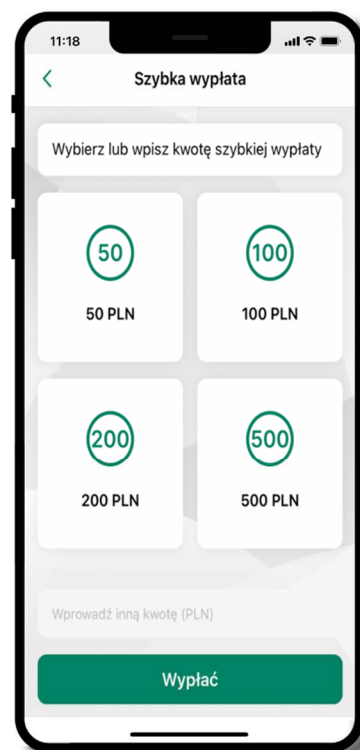 11:18
Szybka wypłata
Wybierz lub wpisz kwotę szybkiej wypłaty
50
100
50 PLN
100 PLN
200
500
200 PLN
500 PLN
Wprowadź inną kwotę (PLN)
Wypłać